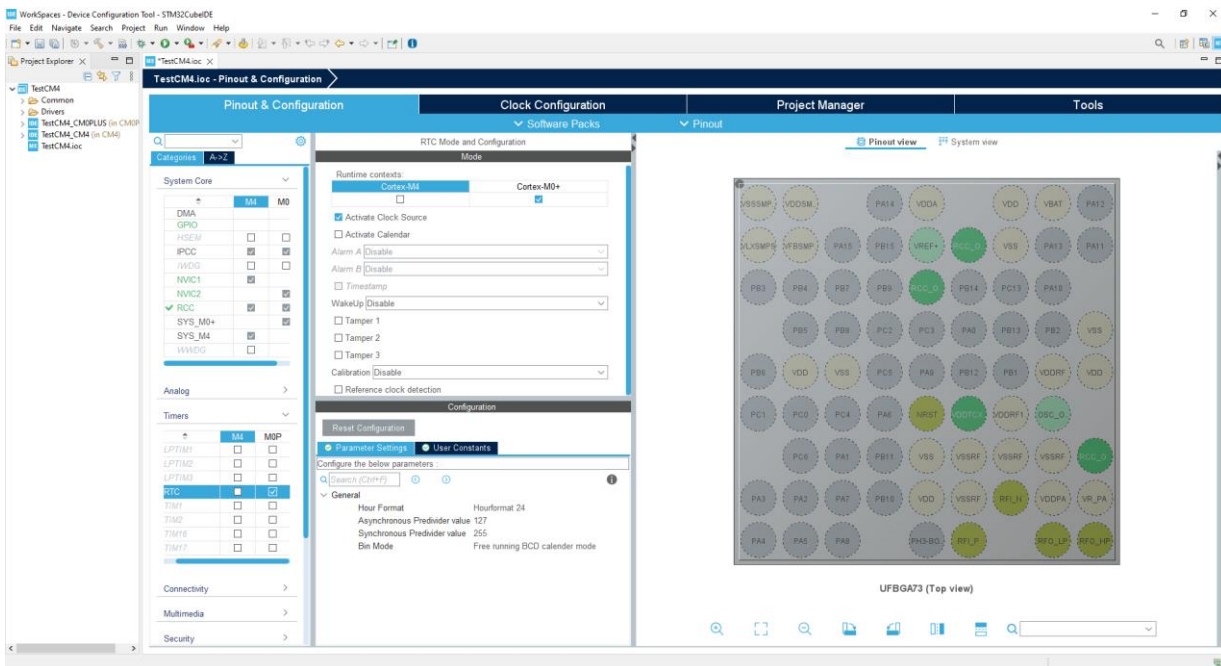 WorkSpaces - Device Configuration Tool - STM32CubeIDE
File Edit Navigate Search Project Run Window Help
Project Explorer
*TestCM4.ioc
TestCM4
Common
Drivers
TestCM4_CM0PLUS (in CM0P
TestCM4_CM4 (in CM4)
TestCM4.ioc
TestCM4.ioc - Pinout & Configuration
Pinout & Configuration Clock Configuration Project Manager Tools
Software Packs Pinout
Categories A->Z
System Core
M4 M0
DMA
GPIO
HSEM
IPCC
IWDG
NVIC1
NVIC2
RCC
SYS_M0+
SYS_M4
WWDG
Analog
Timers
M4 M0P
LPTIM1
LPTIM2
LPTIM3
RTC
TIM1
TIM2
TIM16
TIM17
Connectivity
Multimedia
Security
RTC Mode and Configuration
Mode
Runtime contexts:
Cortex-M4 Cortex-M0+
Activate Clock Source
Activate Calendar
Alarm A Disable
Alarm B Disable
Timestamp
WakeUp Disable
Tamper 1
Tamper 2
Tamper 3
Calibration Disable
Reference clock detection
Configuration
Reset Configuration
Parameter Settings User Constants
Configure the below parameters :
Search (Ctrl+F)
General
Hour Format Hourformat 24
Asynchronous Predivider value 127
Synchronous Predivider value 255
Bin Mode Free running BCD calender mode
Pinout view System view
VSSSMP. VDDSM. PA14 VDDA VDD VBAT PA12
VLXSMPS VFBSMP. PA15 PB15 VREF+ RCC_O. VSS PA13 PA11
PB3 PB4 PB7 PB9 RCC_O. PB14 PC13 PA10
PB5 PB8 PC2 PC3 PA0 PB13 PB2 VSS
PB6 VDD VSS PC5 PA9 PB12 PB1 VDDRF VDD
PC1 PC0 PC4 PA6 NRST VDDTCX. VDDRF1. OSC_O.
PC6 PA1 PB11 VSS VSSRF VSSRF VSSRF RCC_O.
PA3 PA2 PA7 PB10 VDD VSSRF RFI_N VDDPA VR_PA
PA4 PA5 PA8 PH3-BO. RFI_P RFO_LP RFO_HP
UFBGA73 (Top view)